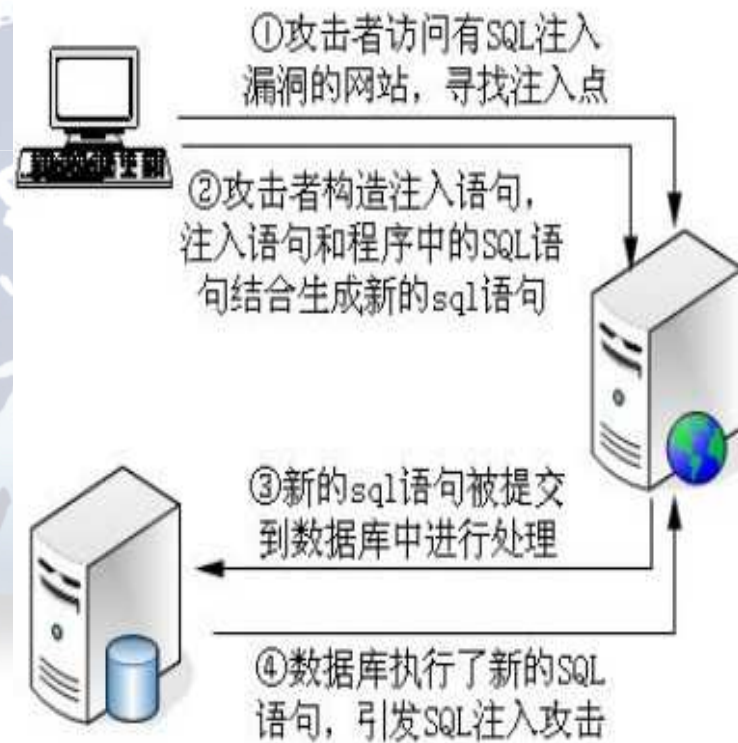 ①攻击者访问有SQL注入
漏洞的网站，寻找注入点
②攻击者构造注入语句，
注入语句和程序中的SQL语
句结合生成新的sql语句
③新的sql语句被提交
到数据库中进行处理
④数据库执行了新的SQL
语句，引发SQL注入攻击